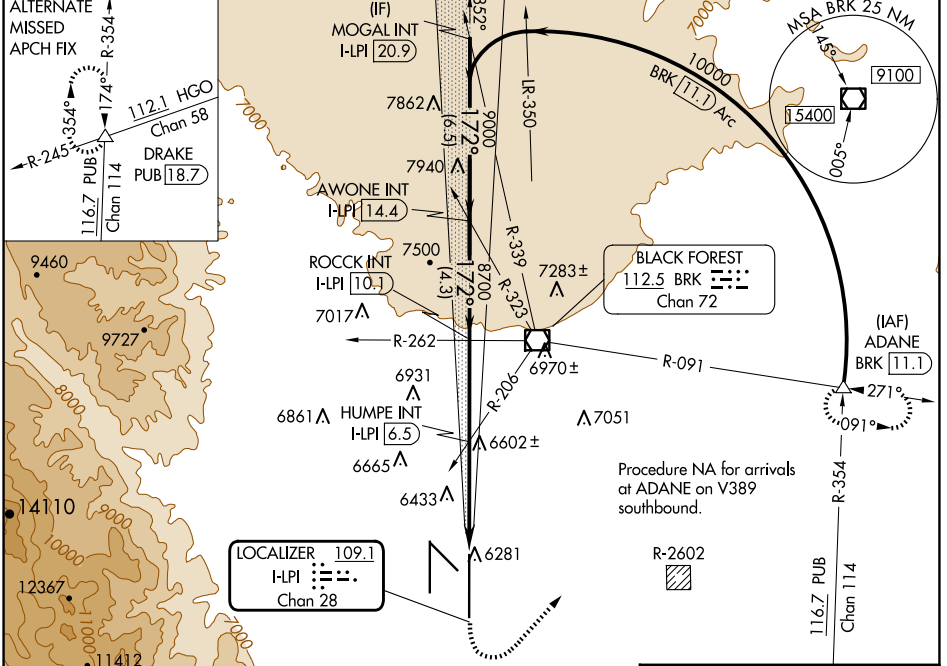 ALTERNATE
MISSED
APCH FIX
R-354
174°
354°
112.1 HGO
Chan 58
R-245
DRAKE
PUB 18.7
116.7 PUB
Chan 114
(IF)
MOGAL INT
I-LPI 20.9
352°
7000
7862
(6.5)
172°
9000
7940
LR-350
10000
BRK 11.1 Arc
7000
MSA BRK 25 NM
145°
9100
15400
005°
7000
AWONE INT
I-LPI 14.4
R-339
R-323
9460
7500
ROCCK INT
I-LPI 10.1
(4.3)
172°
8700
7283±
BLACK FOREST
112.5 BRK
Chan 72
7017
9727
R-262
6970±
R-091
(IAF)
ADANE
BRK 11.1
271°
091°
8000
6931
R-206
6861
HUMPE INT
I-LPI 6.5
6602±
7051
6665
6433
Procedure NA for arrivals
at ADANE on V389
southbound.
R-354
14110
9000
10000
LOCALIZER 109.1
I-LPI
Chan 28
6281
R-2602
116.7 PUB
Chan 114
12367
11000
7000
11412